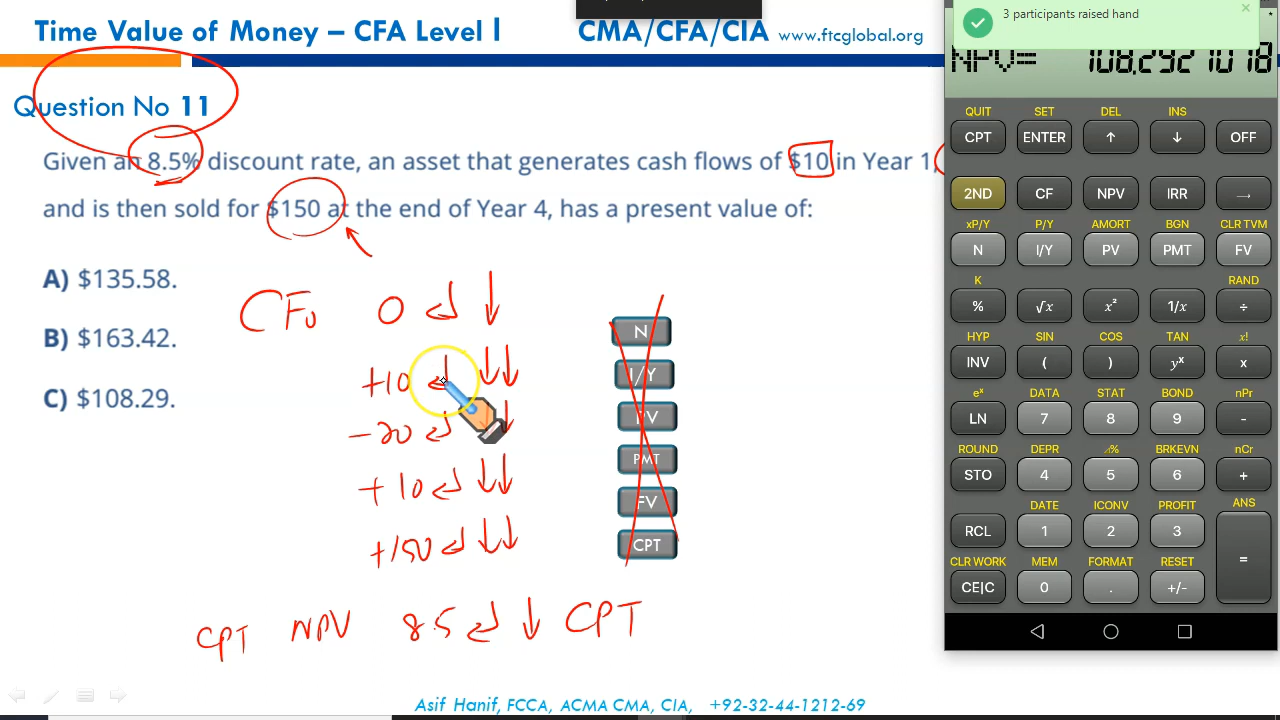 Time Value of Money – CFA Level I
CMA/CFA/CIA www.ftcglobal.org
Question No 11
Given an 8.5% discount rate, an asset that generates cash flows of $10 in Year 1,
and is then sold for $150 at the end of Year 4, has a present value of:
A) $135.58.
B) $163.42.
C) $108.29.
CF0 0 ↵ ↓
+10 ↵ ↓↓
-20 ↵ ↓
+10 ↵ ↓↓
+150 ↵ ↓↓
CPT NPV 8.5 ↵ ↓ CPT
N
I/Y
PV
PMT
FV
CPT
Asif Hanif, FCCA, ACMA CMA, CIA, +92-32-44-1212-69
3 participants raised hand
NPV= 108.2921018
QUIT SET DEL INS
CPT ENTER ↑ ↓ OFF
2ND CF NPV IRR →
xP/Y P/Y AMORT BGN CLR TVM
N I/Y PV PMT FV
K RAND
% √x x² 1/x ÷
HYP SIN COS TAN x!
INV ( ) yˣ x
eˣ DATA STAT BOND nPr
LN 7 8 9 -
ROUND DEPR ⊿% BRKEVN nCr
STO 4 5 6 +
DATE ICONV PROFIT ANS
RCL 1 2 3 =
CLR WORK MEM FORMAT RESET
CE|C 0 . +/-